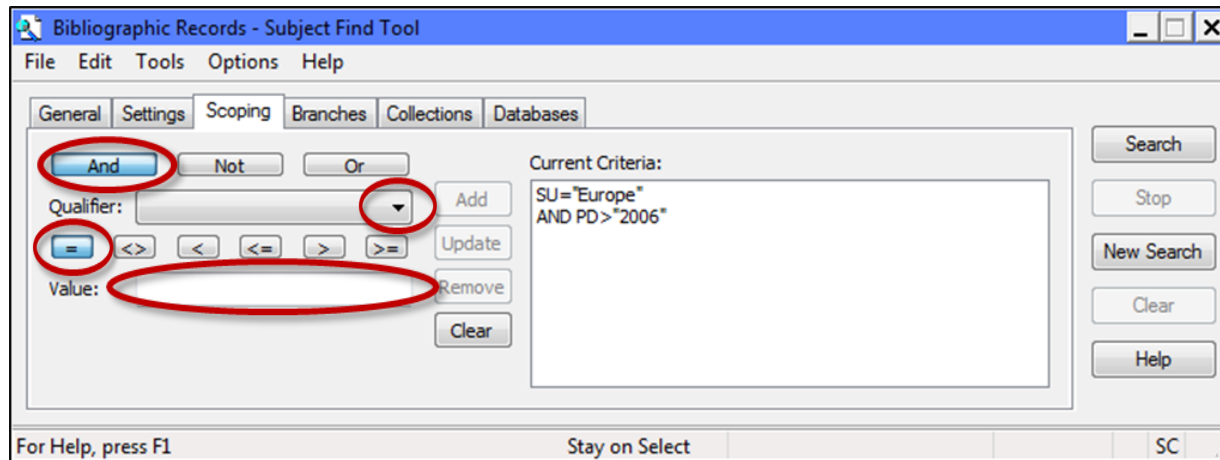 Bibliographic Records - Subject Find Tool
File Edit Tools Options Help
General Settings Scoping Branches Collections Databases
And Not Or
Qualifier:
= <> < <= > >=
Value:
Add
Update
Remove
Clear
Current Criteria:
SU="Europe"
AND PD>"2006"
Search
Stop
New Search
Clear
Help
For Help, press F1 Stay on Select SC